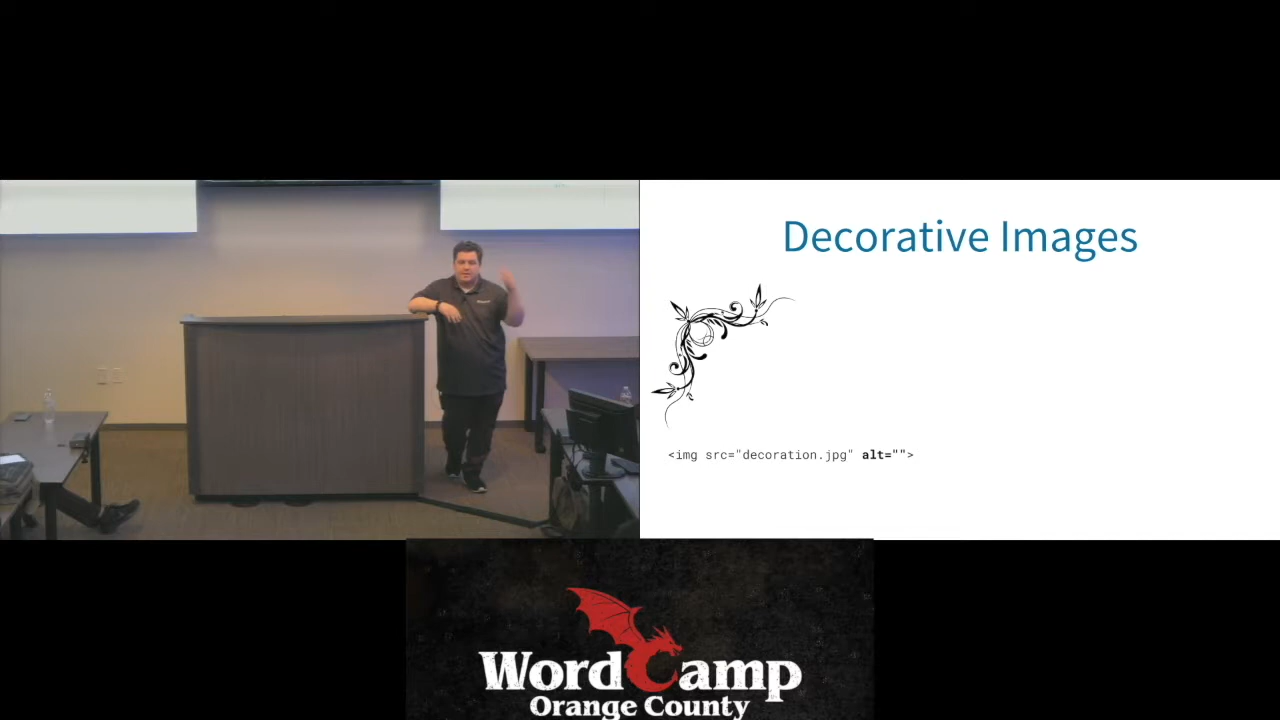 Decorative Images
<img src="decoration.jpg" alt="">
WordCamp
Orange County